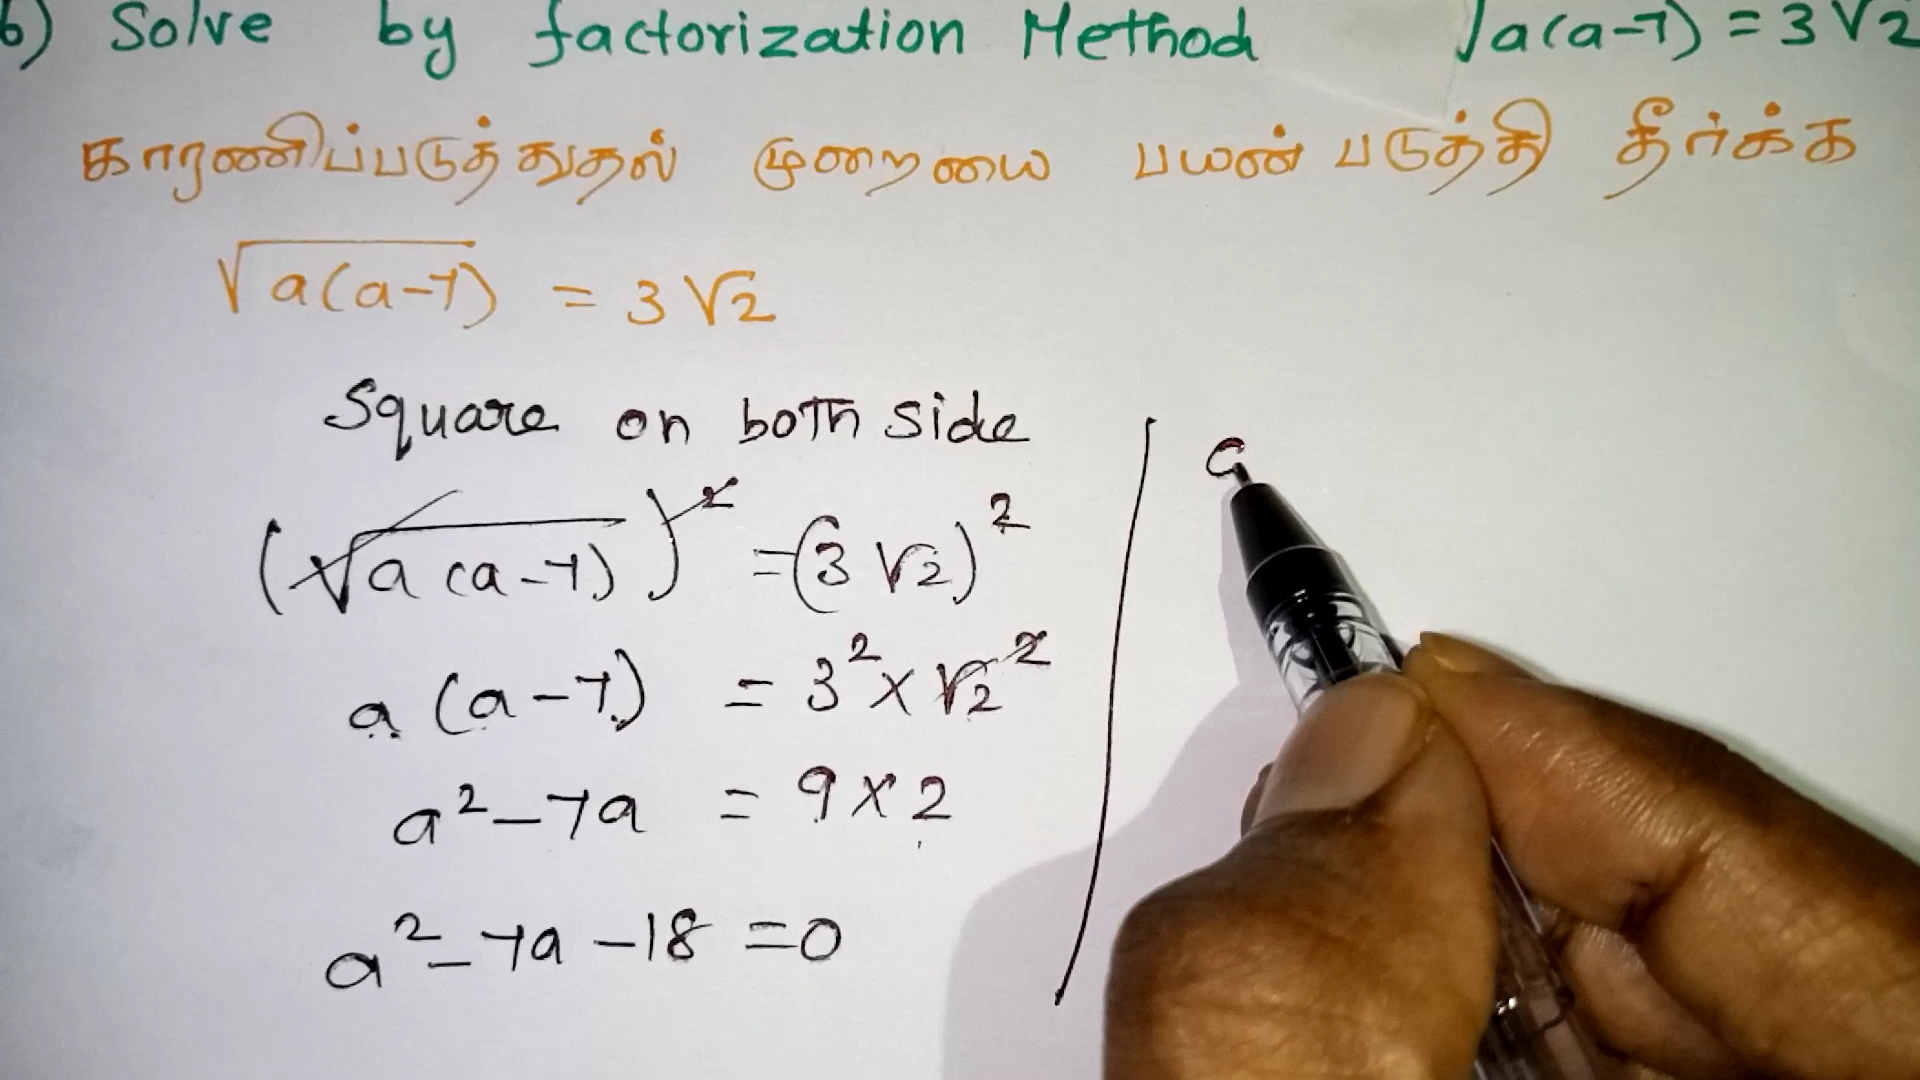 6) Solve by factorization Method √a(a-7) = 3√2
காரணிப்படுத்துதல் முறையை பயன் படுத்தி தீர்க்க
√a(a-7) = 3√2
Square on both side
(√a(a-7))² = (3√2)²
a(a-7) = 3² × √2²
a² - 7a = 9 × 2
a² - 7a - 18 = 0